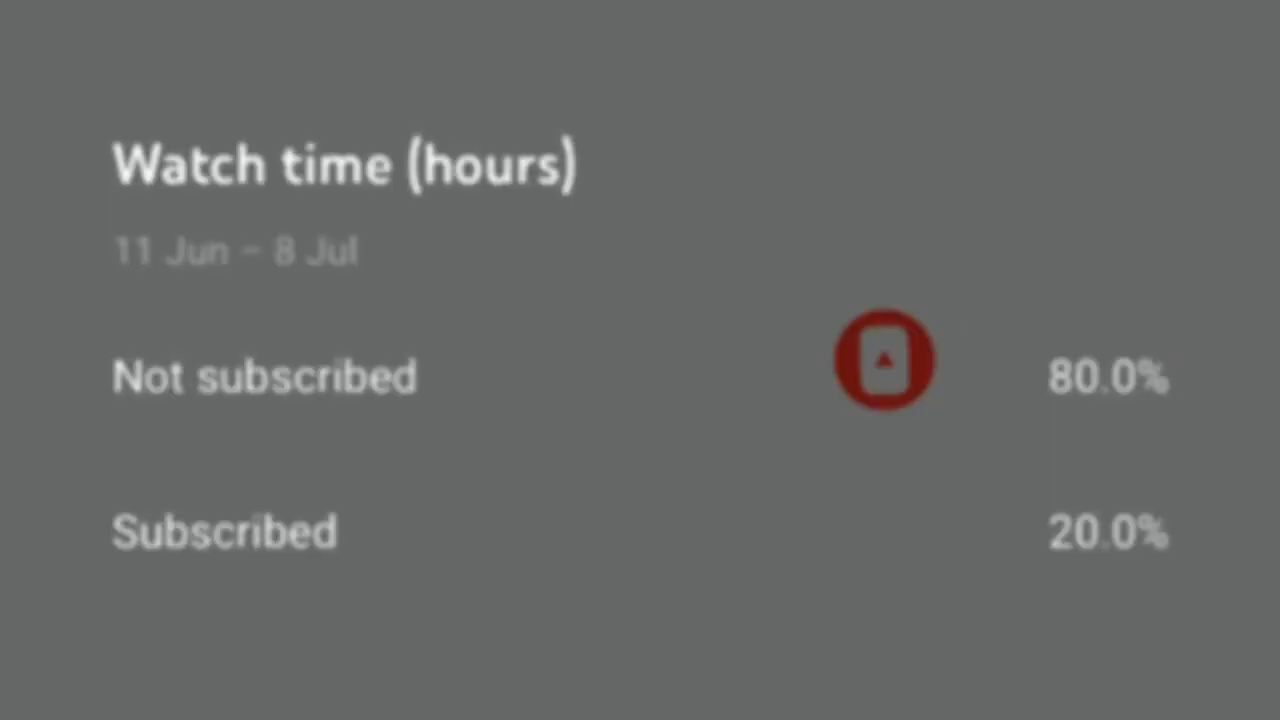 Watch time (hours)
11 Jun – 8 Jul
Not subscribed 80.0%
Subscribed 20.0%